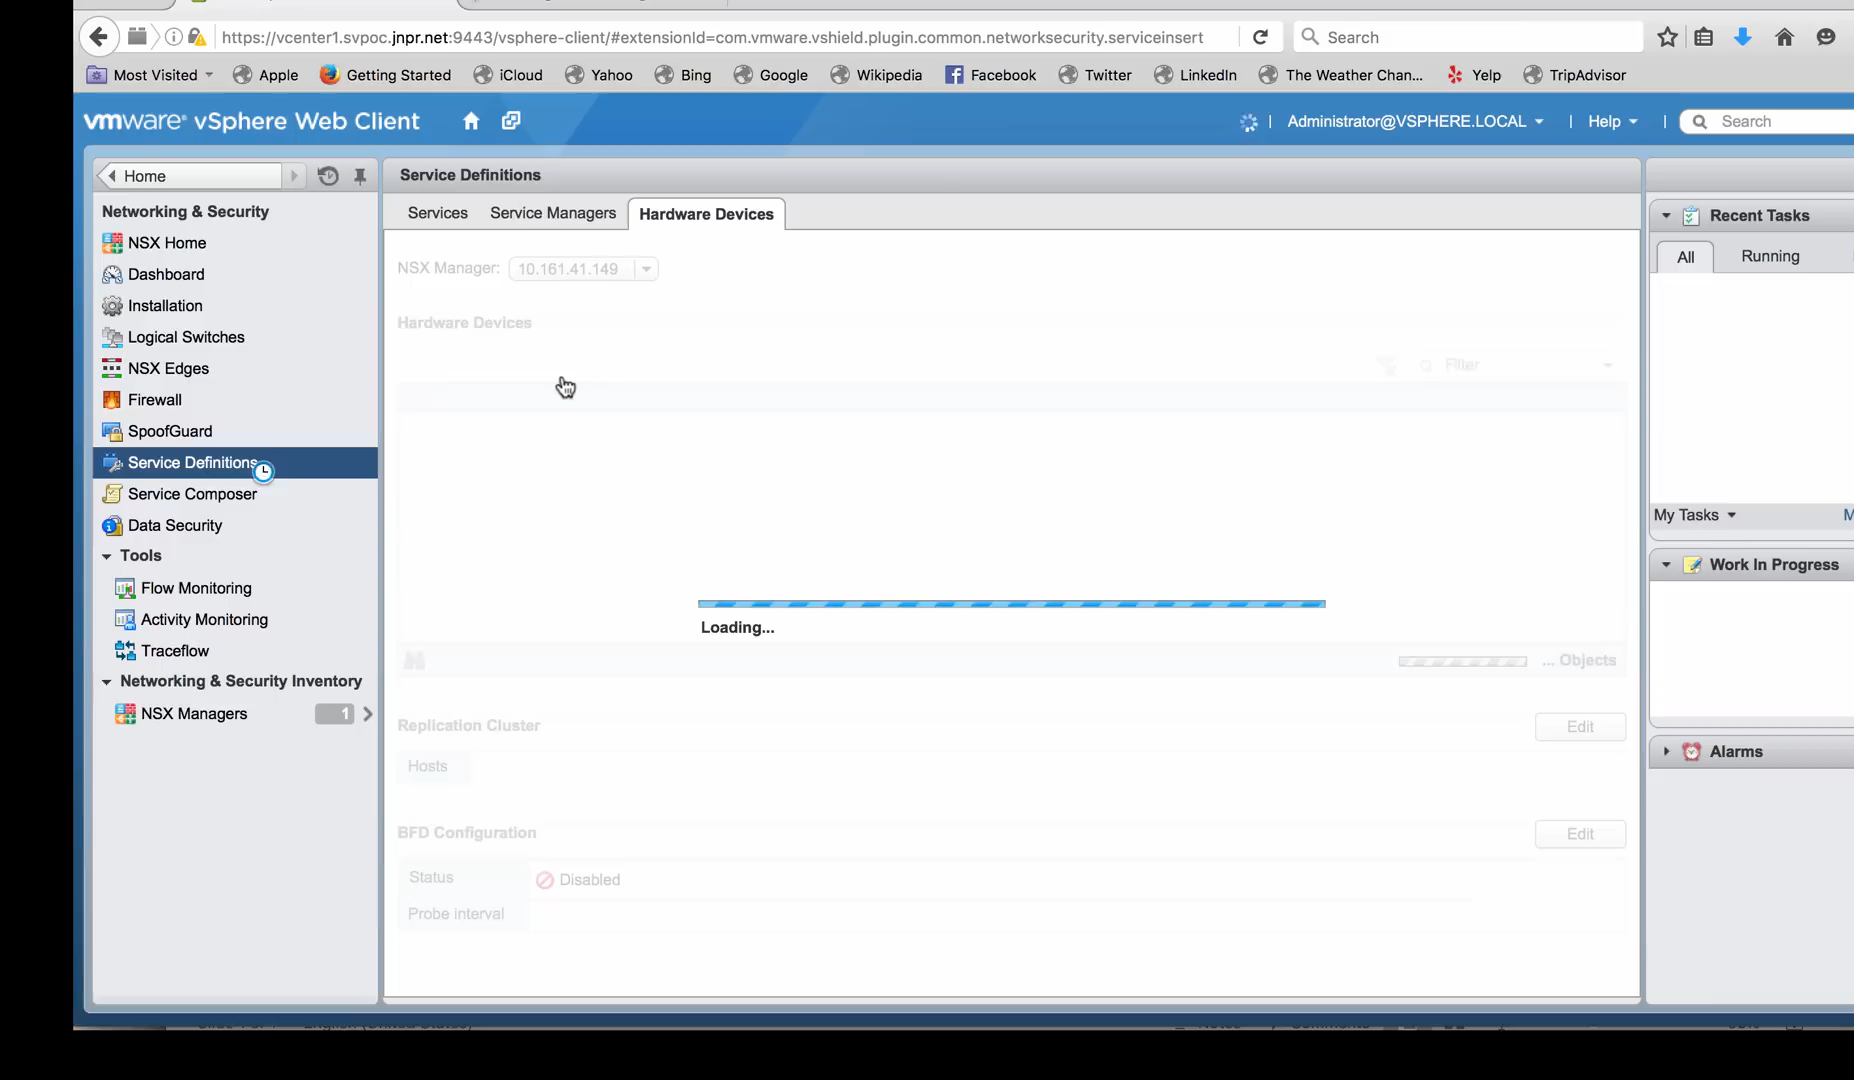 https://vcenter1.svpoc.jnpr.net:9443/vsphere-client/#extensionId=com.vmware.vshield.plugin.common.networksecurity.serviceinsert
Search
Most Visited
Apple
Getting Started
iCloud
Yahoo
Bing
Google
Wikipedia
Facebook
Twitter
LinkedIn
The Weather Chan...
Yelp
TripAdvisor
vmware® vSphere Web Client
Administrator@VSPHERE.LOCAL
Help
Search
Home
Networking & Security
NSX Home
Dashboard
Installation
Logical Switches
NSX Edges
Firewall
SpoofGuard
Service Definitions
Service Composer
Data Security
Tools
Flow Monitoring
Activity Monitoring
Traceflow
Networking & Security Inventory
NSX Managers 1
Service Definitions
Services
Service Managers
Hardware Devices
NSX Manager: 10.161.41.149
Hardware Devices
Filter
Loading...
... Objects
Replication Cluster
Edit
Hosts
BFD Configuration
Edit
Status Disabled
Probe interval
Recent Tasks
All
Running
My Tasks
M
Work In Progress
Alarms